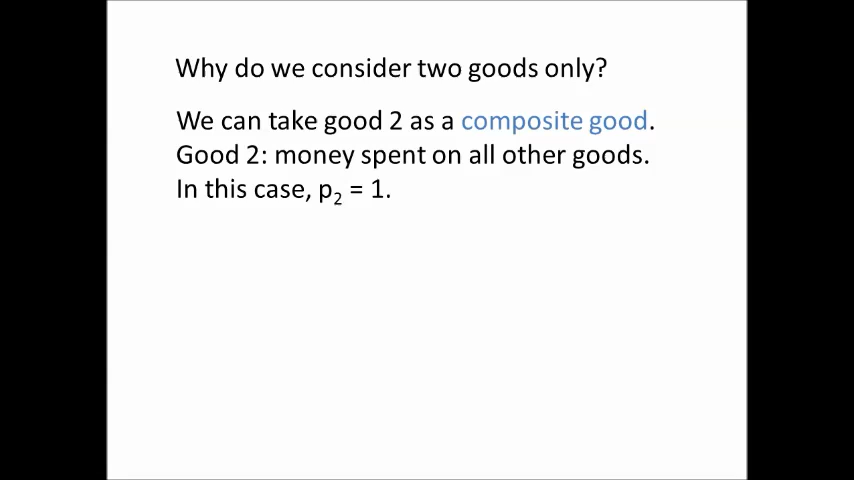 Why do we consider two goods only?
We can take good 2 as a composite good.
Good 2: money spent on all other goods.
In this case, p₂ = 1.